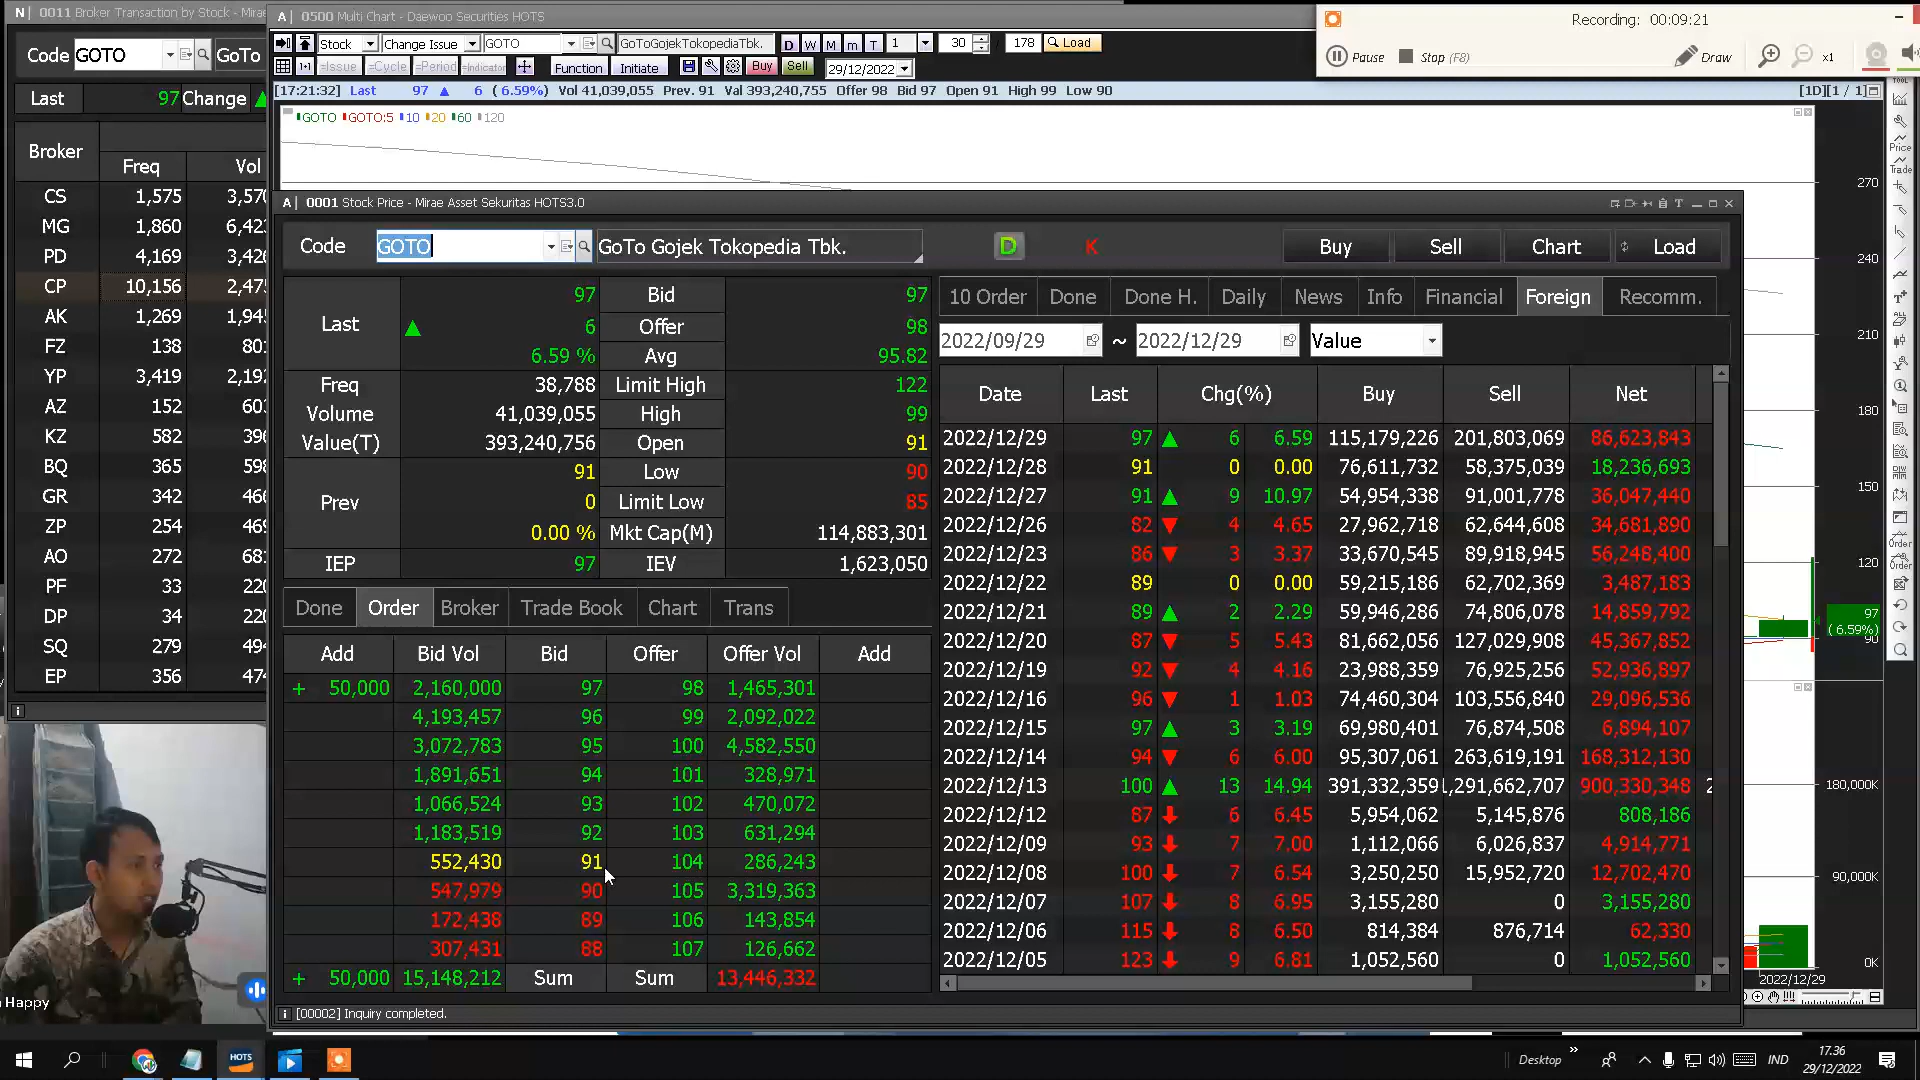 N | 0011 Broker Transaction by Stock - Mirae
Code GOTO GoTo
Last 97 Change
Broker Freq Vol
CS 1,575
MG 1,860
PD 4,169
CP 10,156
AK 1,269
FZ 138
YP 3,419
AZ 152
KZ 582
BQ 365
GR 342
ZP 254
AO 272
PF 33
DP 34
SQ 279
EP 356
A | 0500 Multi Chart - Daewoo Securities HOTS
Stock Change Issue GOTO GoToGojekTokopediaTbk. D W M m T 1 30 178 Load
=Issue =Cycle =Period =Indicator Function Initiate Buy Sell 29/12/2022
[17:21:32] Last 97 ▲ 6 ( 6.59%) Vol 41,039,055 Prev. 91 Val 393,240,755 Offer 98 Bid 97 Open 91 High 99 Low 90 [1D][1 / 1]
GOTO GOTO:5 10 20 60 120
Recording: 00:09:21
Pause Stop (F8) Draw x1
A | 0001 Stock Price - Mirae Asset Sekuritas HOTS3.0
Code GOTO GoTo Gojek Tokopedia Tbk. D K Buy Sell Chart Load
Last 97 Bid 97
▲ 6 Offer 98
6.59 % Avg 95.82
Freq 38,788 Limit High 122
Volume 41,039,055 High 99
Value(T) 393,240,756 Open 91
Prev 91 Low 90
0 Limit Low 85
0.00 % Mkt Cap(M) 114,883,301
IEP 97 IEV 1,623,050
Done Order Broker Trade Book Chart Trans
Add Bid Vol Bid Offer Offer Vol Add
+ 50,000 2,160,000 97 98 1,465,301
4,193,457 96 99 2,092,022
3,072,783 95 100 4,582,550
1,891,651 94 101 328,971
1,066,524 93 102 470,072
1,183,519 92 103 631,294
552,430 91 104 286,243
547,979 90 105 3,319,363
172,438 89 106 143,854
307,431 88 107 126,662
+ 50,000 15,148,212 Sum Sum 13,446,332
[00002] Inquiry completed.
10 Order Done Done H. Daily News Info Financial Foreign Recomm.
2022/09/29 ~ 2022/12/29 Value
Date Last Chg(%) Buy Sell Net
2022/12/29 97 ▲ 6 6.59 115,179,226 201,803,069 86,623,843
2022/12/28 91 0 0.00 76,611,732 58,375,039 18,236,693
2022/12/27 91 ▲ 9 10.97 54,954,338 91,001,778 36,047,440
2022/12/26 82 ▼ 4 4.65 27,962,718 62,644,608 34,681,890
2022/12/23 86 ▼ 3 3.37 33,670,545 89,918,945 56,248,400
2022/12/22 89 0 0.00 59,215,186 62,702,369 3,487,183
2022/12/21 89 ▲ 2 2.29 59,946,286 74,806,078 14,859,792
2022/12/20 87 ▼ 5 5.43 81,662,056 127,029,908 45,367,852
2022/12/19 92 ▼ 4 4.16 23,988,359 76,925,256 52,936,897
2022/12/16 96 ▼ 1 1.03 74,460,304 103,556,840 29,096,536
2022/12/15 97 ▲ 3 3.19 69,980,401 76,874,508 6,894,107
2022/12/14 94 ▼ 6 6.00 95,307,061 263,619,191 168,312,130
2022/12/13 100 ▲ 13 14.94 391,332,359 1,291,662,707 900,330,348 2
2022/12/12 87 6 6.45 5,954,062 5,145,876 808,186
2022/12/09 93 7 7.00 1,112,066 6,026,837 4,914,771
2022/12/08 100 7 6.54 3,250,250 15,952,720 12,702,470
2022/12/07 107 8 6.95 3,155,280 0 3,155,280
2022/12/06 115 8 6.50 814,384 876,714 62,330
2022/12/05 123 9 6.81 1,052,560 0 1,052,560
270
240
210
180
150
120
97
( 6.59%)
90
180,000K
90,000K
0K
2022/12/29
Price
Trade
Order
Order
Happy
HOTS
Desktop
IND
17.36
29/12/2022